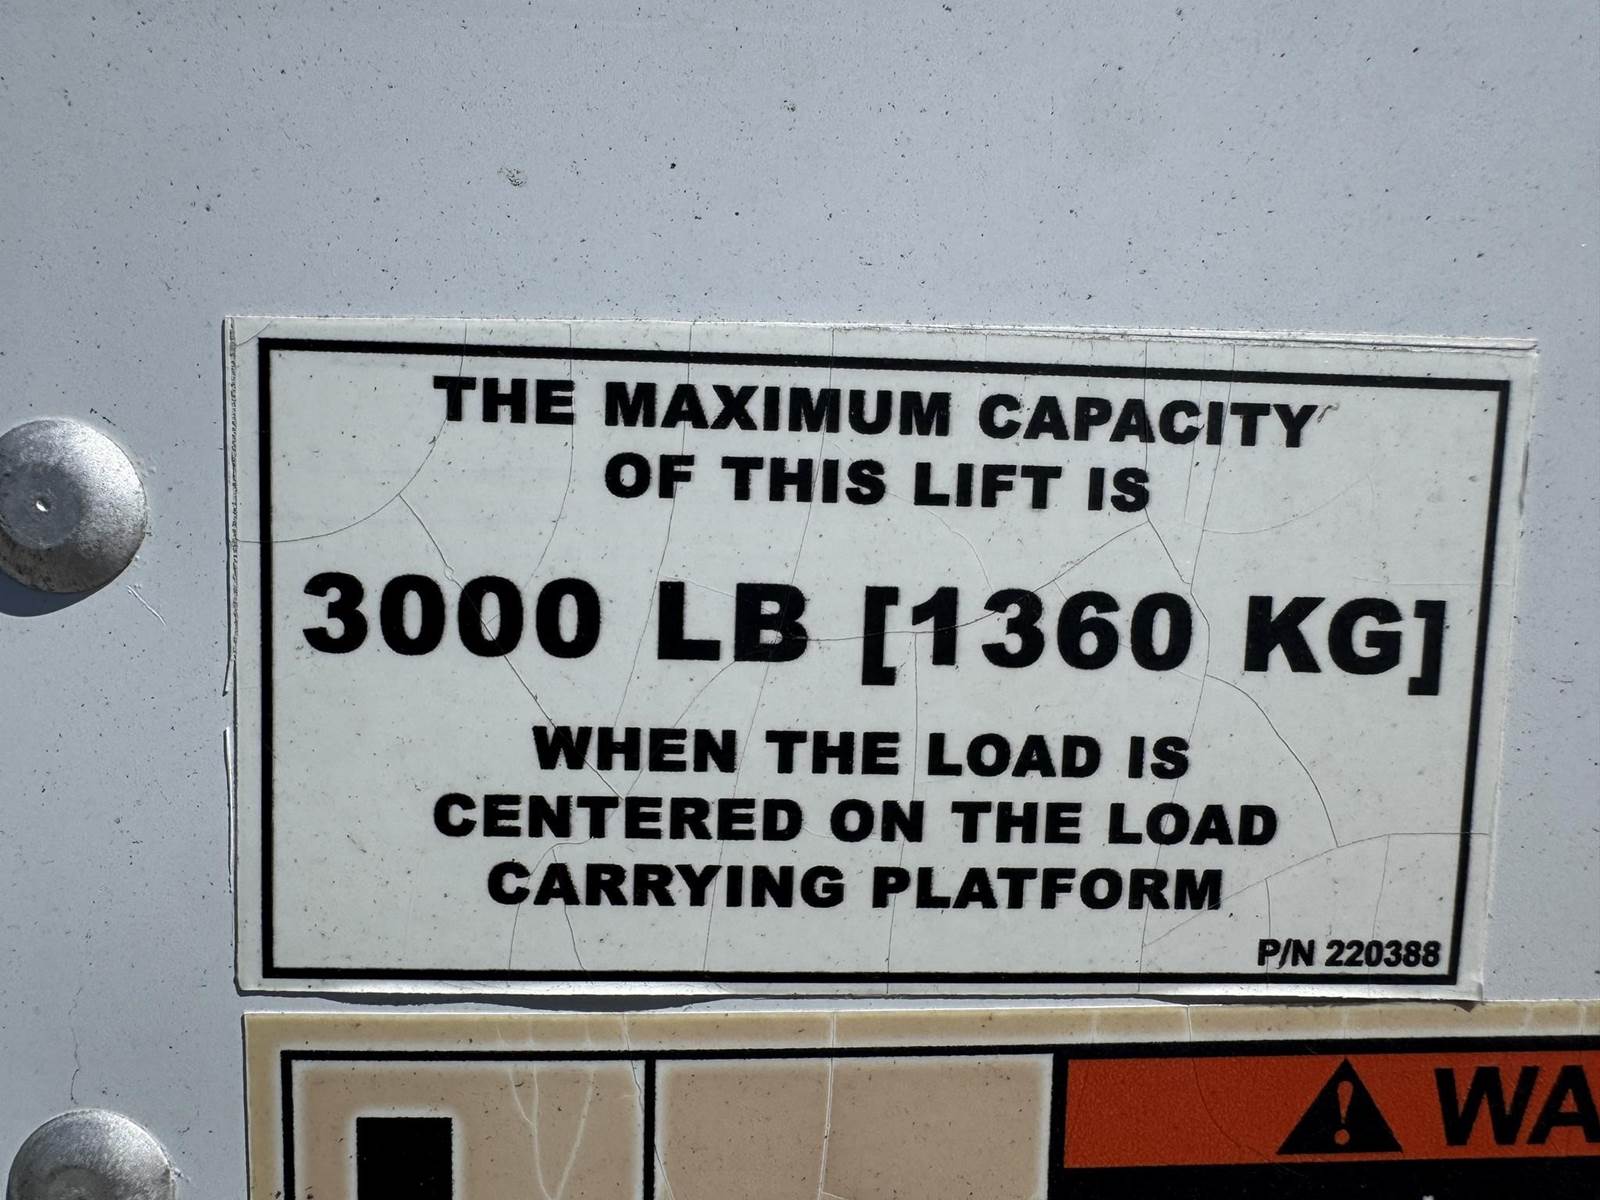 THE MAXIMUM CAPACITY
OF THIS LIFT IS
3000 LB [1360 KG]
WHEN THE LOAD IS
CENTERED ON THE LOAD
CARRYING PLATFORM
P/N 220388
WA